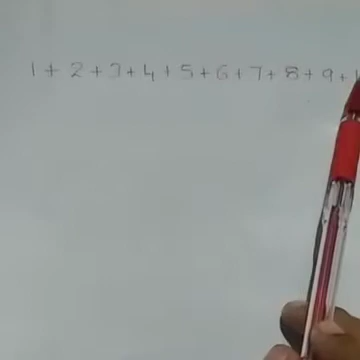 1 + 2 + 3 + 4 + 5 + 6 + 7 + 8 + 9 +